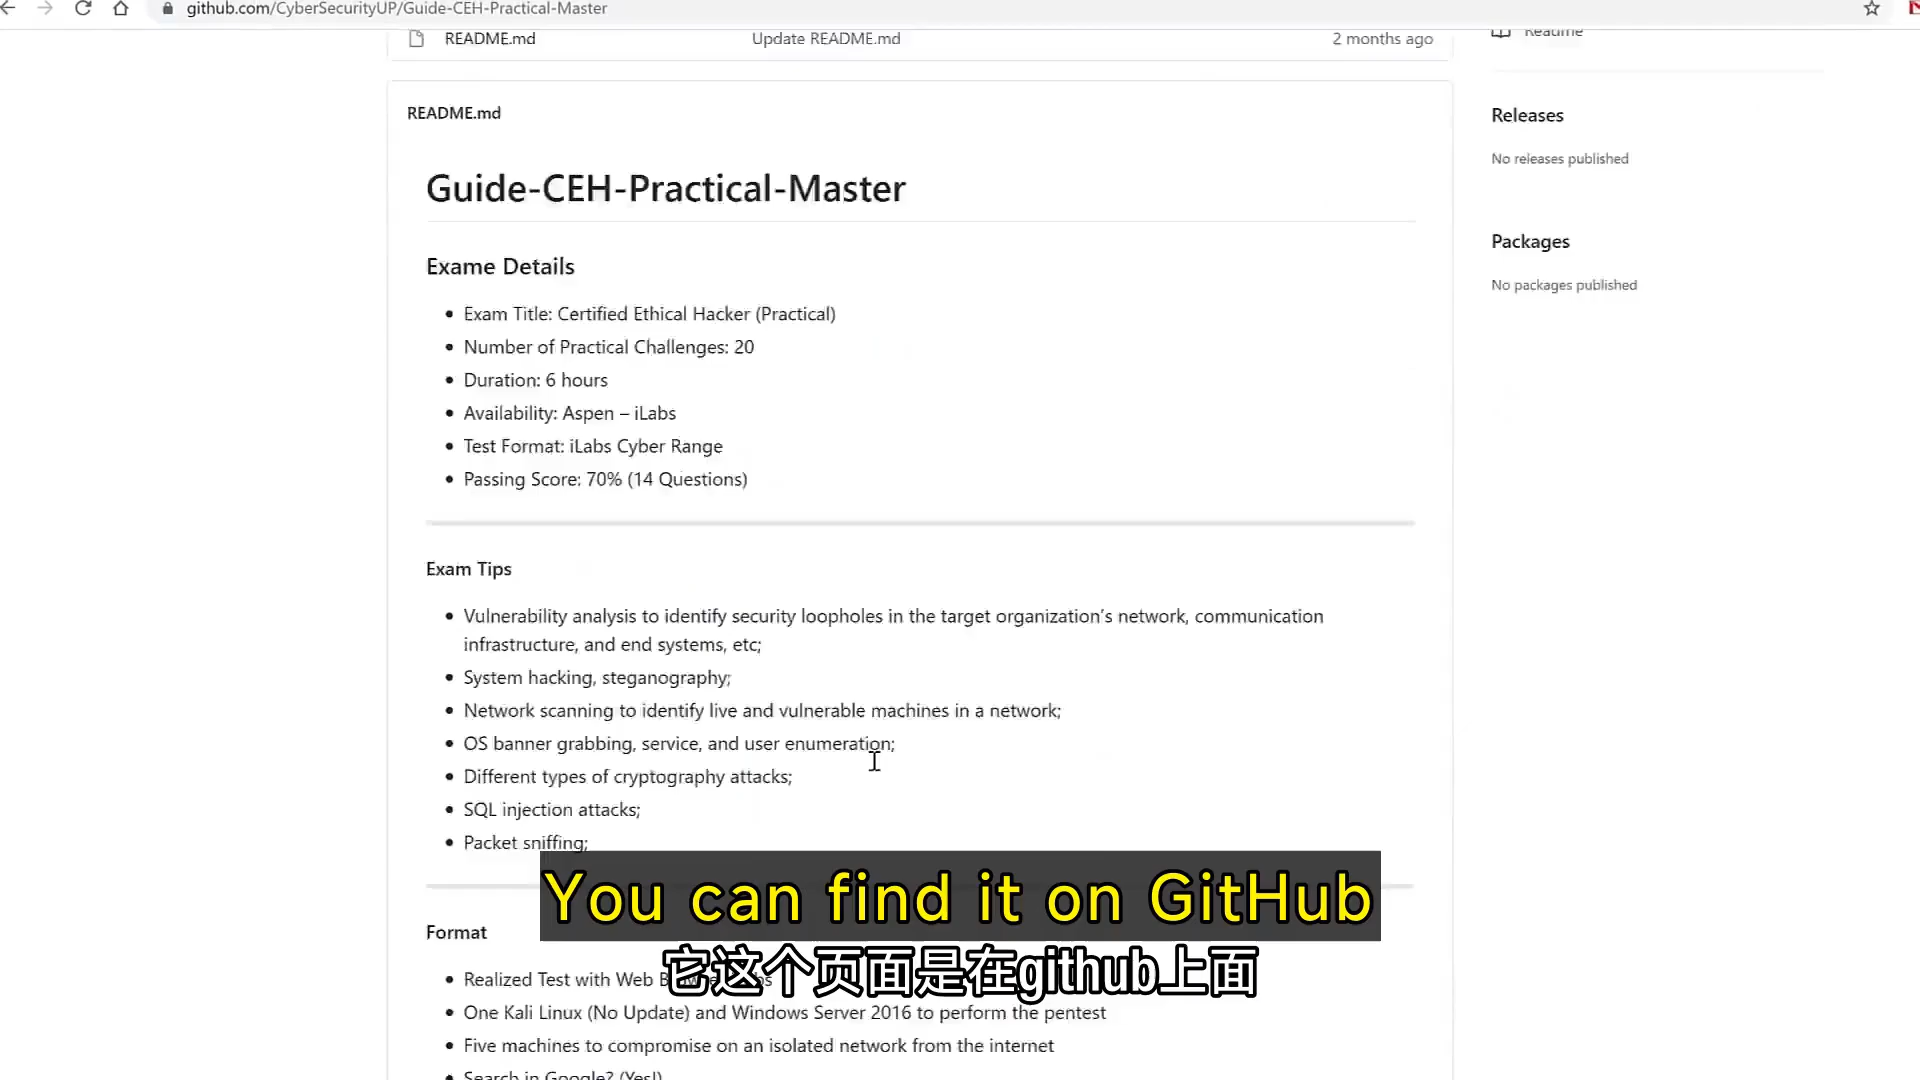 github.com/CyberSecurityUP/Guide-CEH-Practical-Master
README.md Update README.md 2 months ago
Readme
README.md
Guide-CEH-Practical-Master
Exame Details
• Exam Title: Certified Ethical Hacker (Practical)
• Number of Practical Challenges: 20
• Duration: 6 hours
• Availability: Aspen – iLabs
• Test Format: iLabs Cyber Range
• Passing Score: 70% (14 Questions)
Exam Tips
• Vulnerability analysis to identify security loopholes in the target organization's network, communication
infrastructure, and end systems, etc;
• System hacking, steganography;
• Network scanning to identify live and vulnerable machines in a network;
• OS banner grabbing, service, and user enumeration;
• Different types of cryptography attacks;
• SQL injection attacks;
• Packet sniffing;
Format
• Realized Test with Web
• One Kali Linux (No Update) and Windows Server 2016 to perform the pentest
• Five machines to compromise on an isolated network from the internet
• Search in Google? (Yes!)
Releases
No releases published
Packages
No packages published
You can find it on GitHub
它这个页面是在github上面